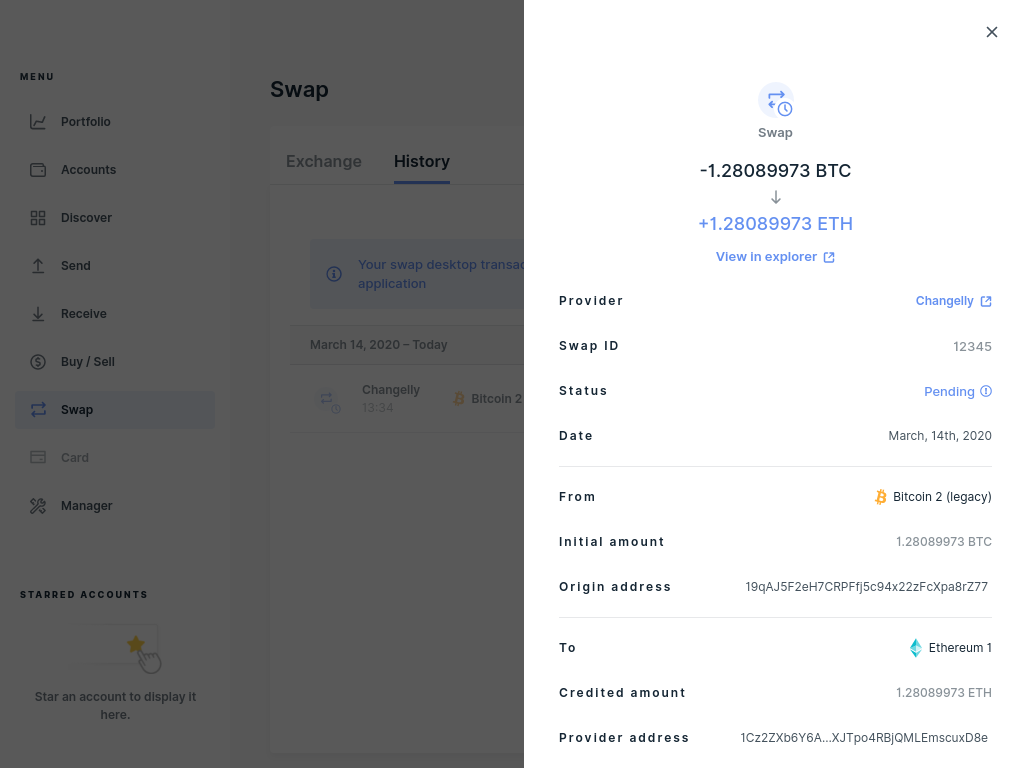 MENU
Portfolio
Accounts
Discover
Send
Receive
Buy / Sell
Swap
Card
Manager
STARRED ACCOUNTS
Star an account to display it
here.
Swap
Exchange History
Your swap desktop transac
application
March 14, 2020 – Today
Changelly
13:34
Bitcoin 2
Swap
-1.28089973 BTC
+1.28089973 ETH
View in explorer
Provider Changelly
Swap ID 12345
Status Pending
Date March, 14th, 2020
From Bitcoin 2 (legacy)
Initial amount 1.28089973 BTC
Origin address 19qAJ5F2eH7CRPFfj5c94x22zFcXpa8rZ77
To Ethereum 1
Credited amount 1.28089973 ETH
Provider address 1Cz2ZXb6Y6A...XJTpo4RBjQMLEmscuxD8e